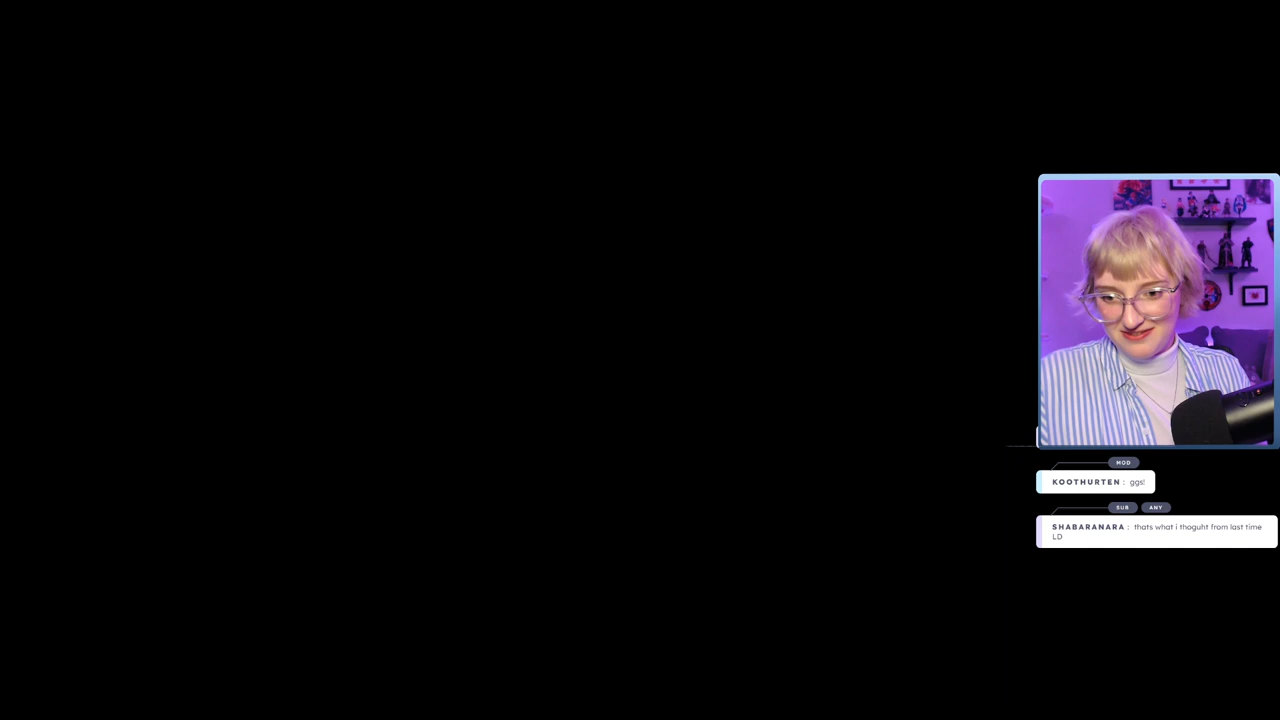 MOD
KOOTHURTEN : ggs!
SUB ANY
SHABARANARA : thats what i thoguht from last time
LD